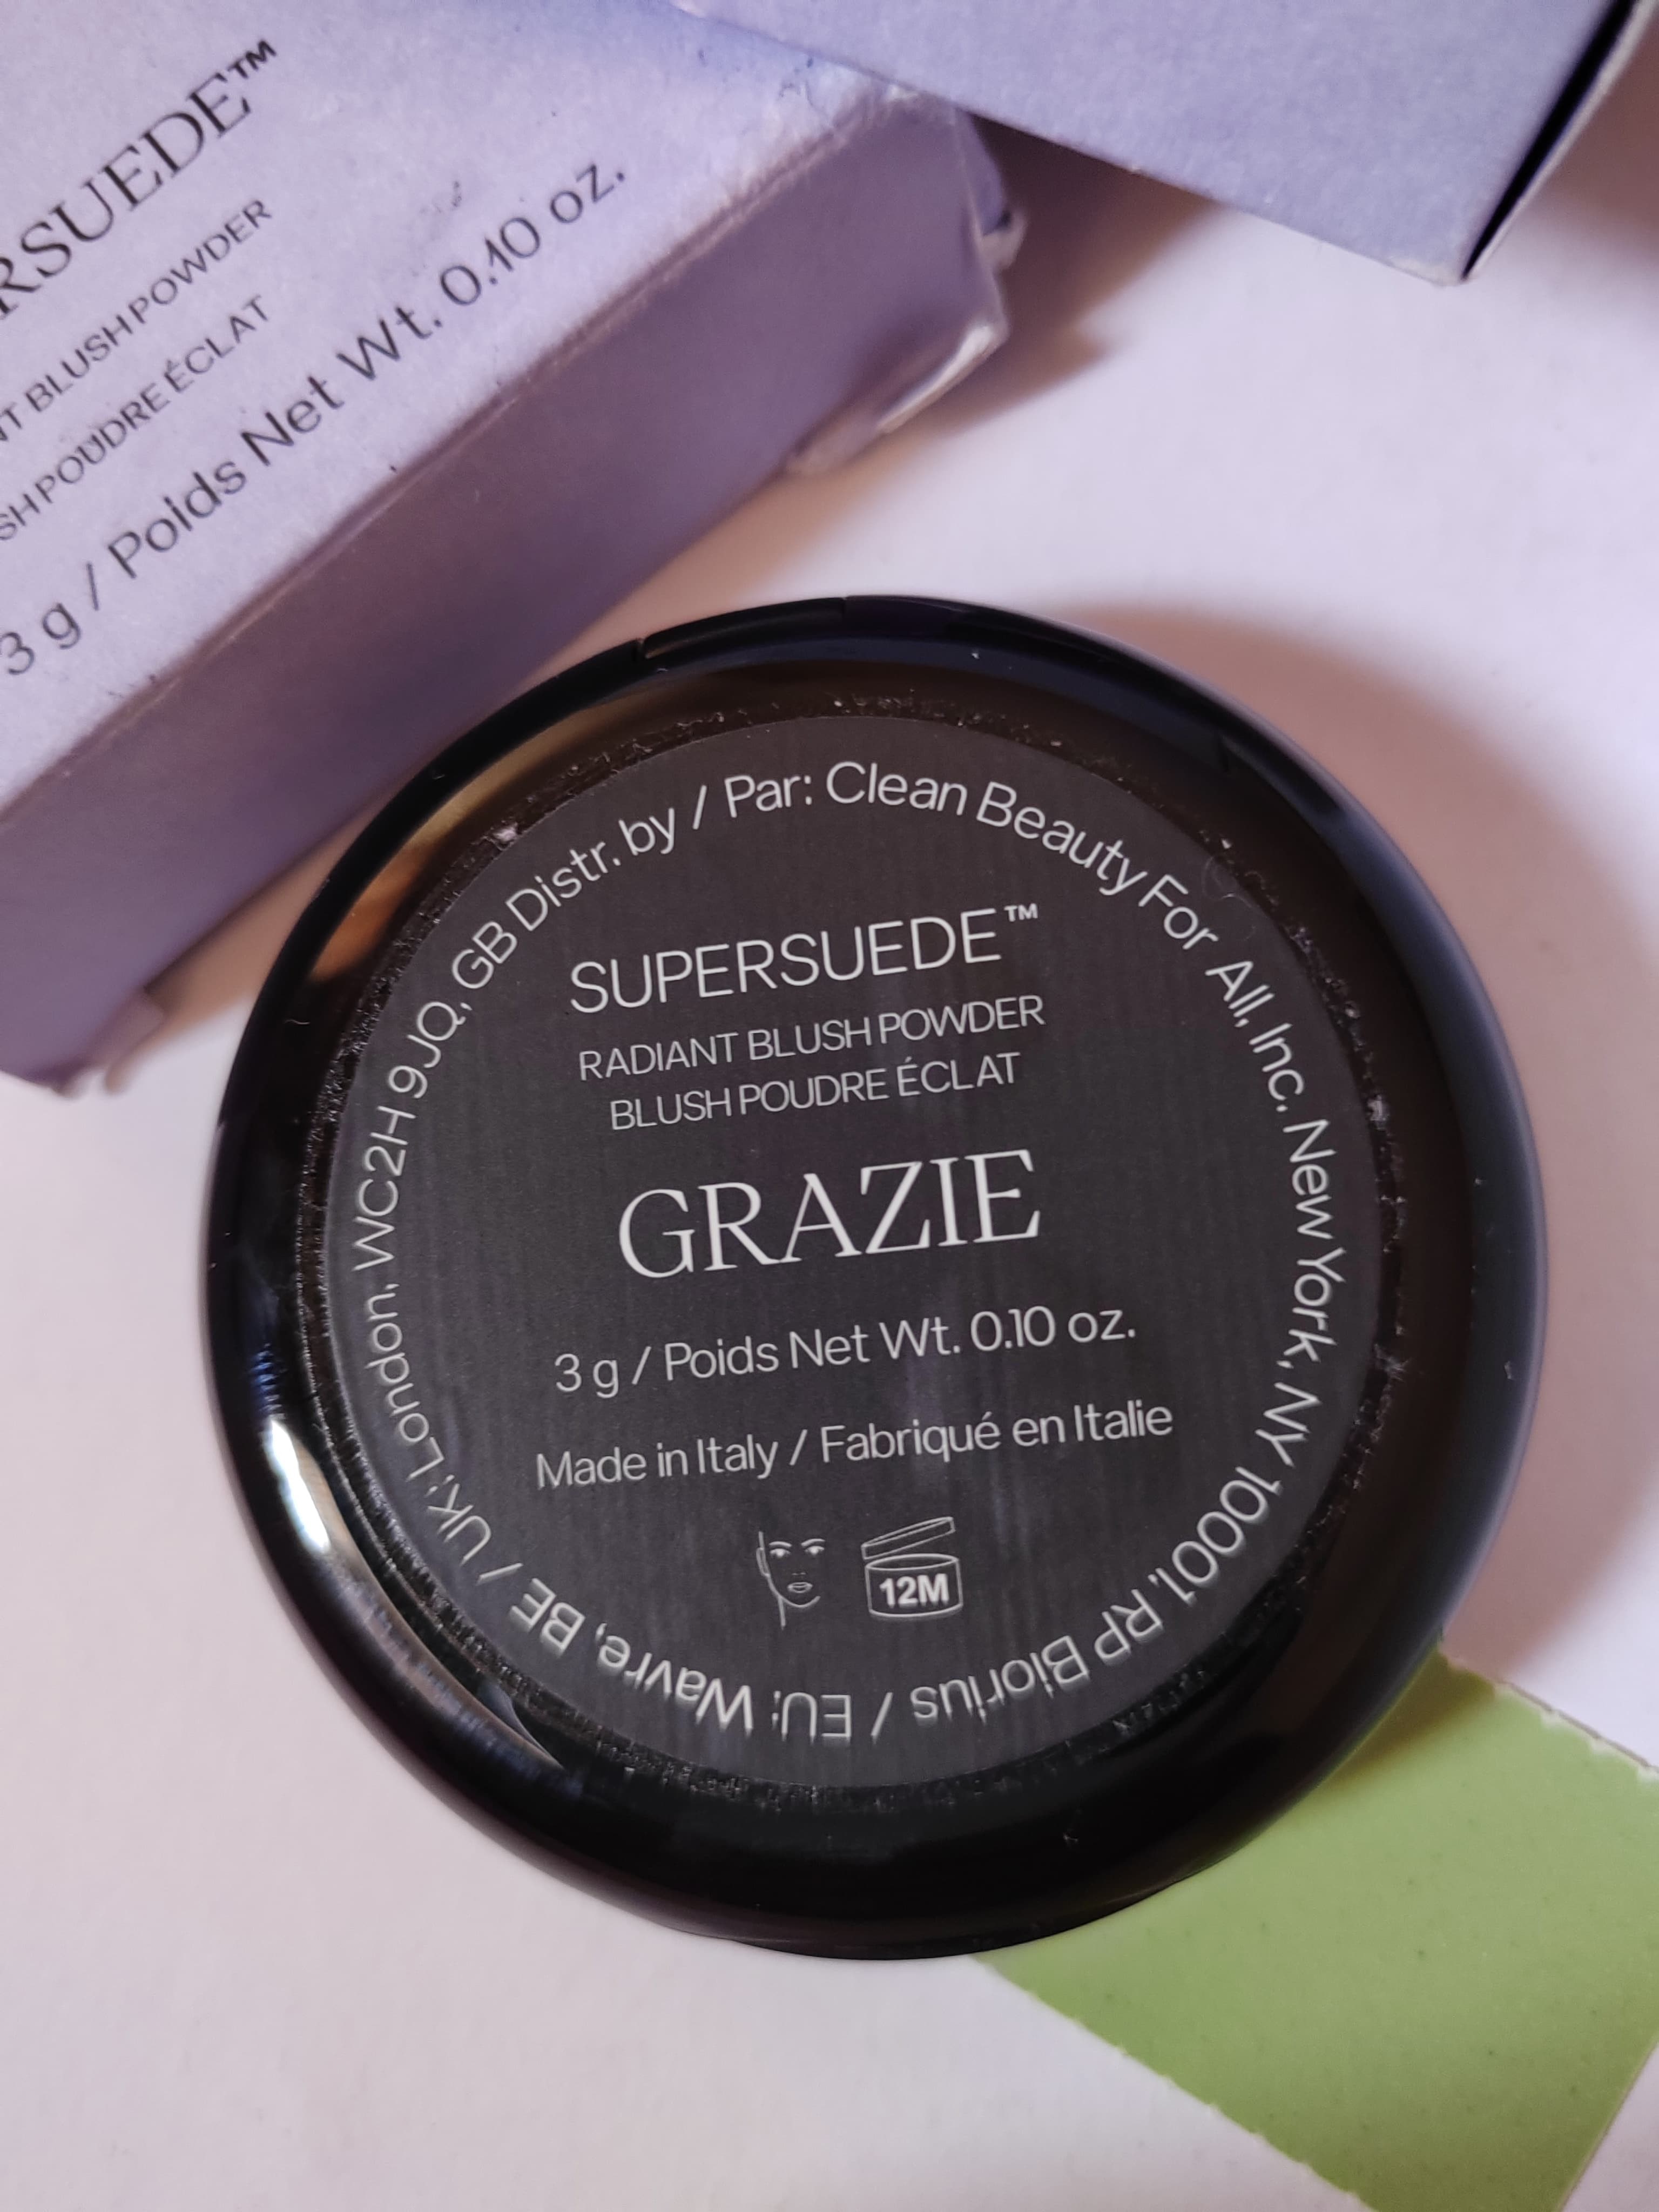 RSUEDE™
NT BLUSH POWDER
SH POUDRE ÉCLAT
3 g / Poids Net Wt. 0.10 oz.
Distr. by / Par: Clean Beauty For All, Inc. New York, NY 10001. RP Biorius / EU: Wavre, BE / UK: London, WC2H 9JQ, GB
SUPERSUEDE™
RADIANT BLUSH POWDER
BLUSH POUDRE ÉCLAT
GRAZIE
3 g / Poids Net Wt. 0.10 oz.
Made in Italy / Fabriqué en Italie
12M